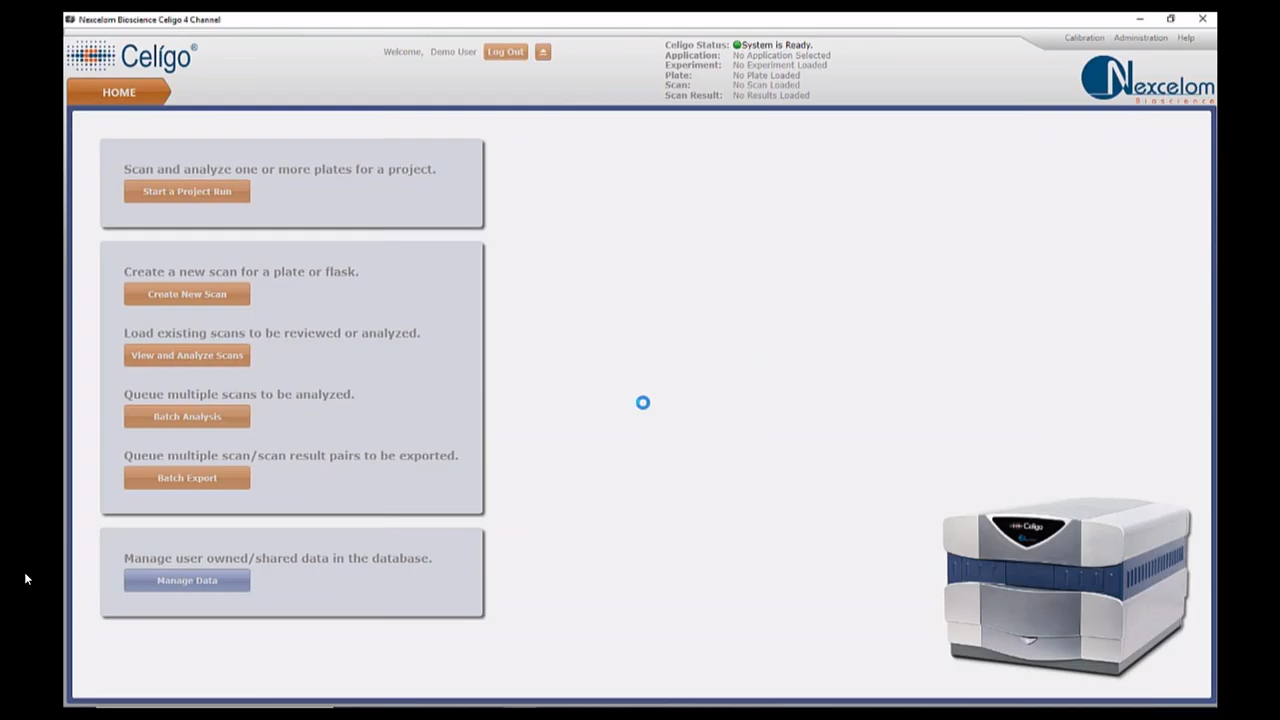 Nexcelom Bioscience Celigo 4 Channel
Celígo®
Welcome, Demo User Log Out
Celigo Status: System is Ready.
Application: No Application Selected
Experiment: No Experiment Loaded
Plate: No Plate Loaded
Scan: No Scan Loaded
Scan Result: No Results Loaded
Calibration Administration Help
Nexcelom
Bioscience
HOME
Scan and analyze one or more plates for a project.
Start a Project Run
Create a new scan for a plate or flask.
Create New Scan
Load existing scans to be reviewed or analyzed.
View and Analyze Scans
Queue multiple scans to be analyzed.
Batch Analysis
Queue multiple scan/scan result pairs to be exported.
Batch Export
Manage user owned/shared data in the database.
Manage Data
Celigo